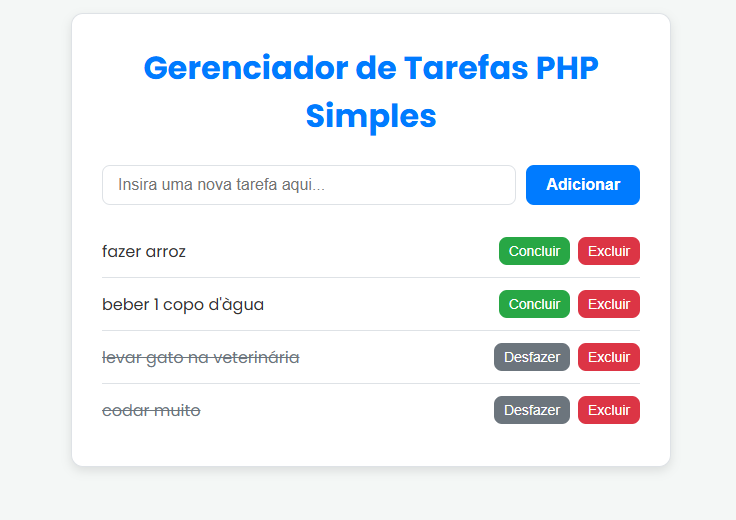 Gerenciador de Tarefas PHP
Simples
Insira uma nova tarefa aqui... Adicionar
fazer arroz Concluir Excluir
beber 1 copo d'àgua Concluir Excluir
levar gato na veterinária Desfazer Excluir
codar muito Desfazer Excluir